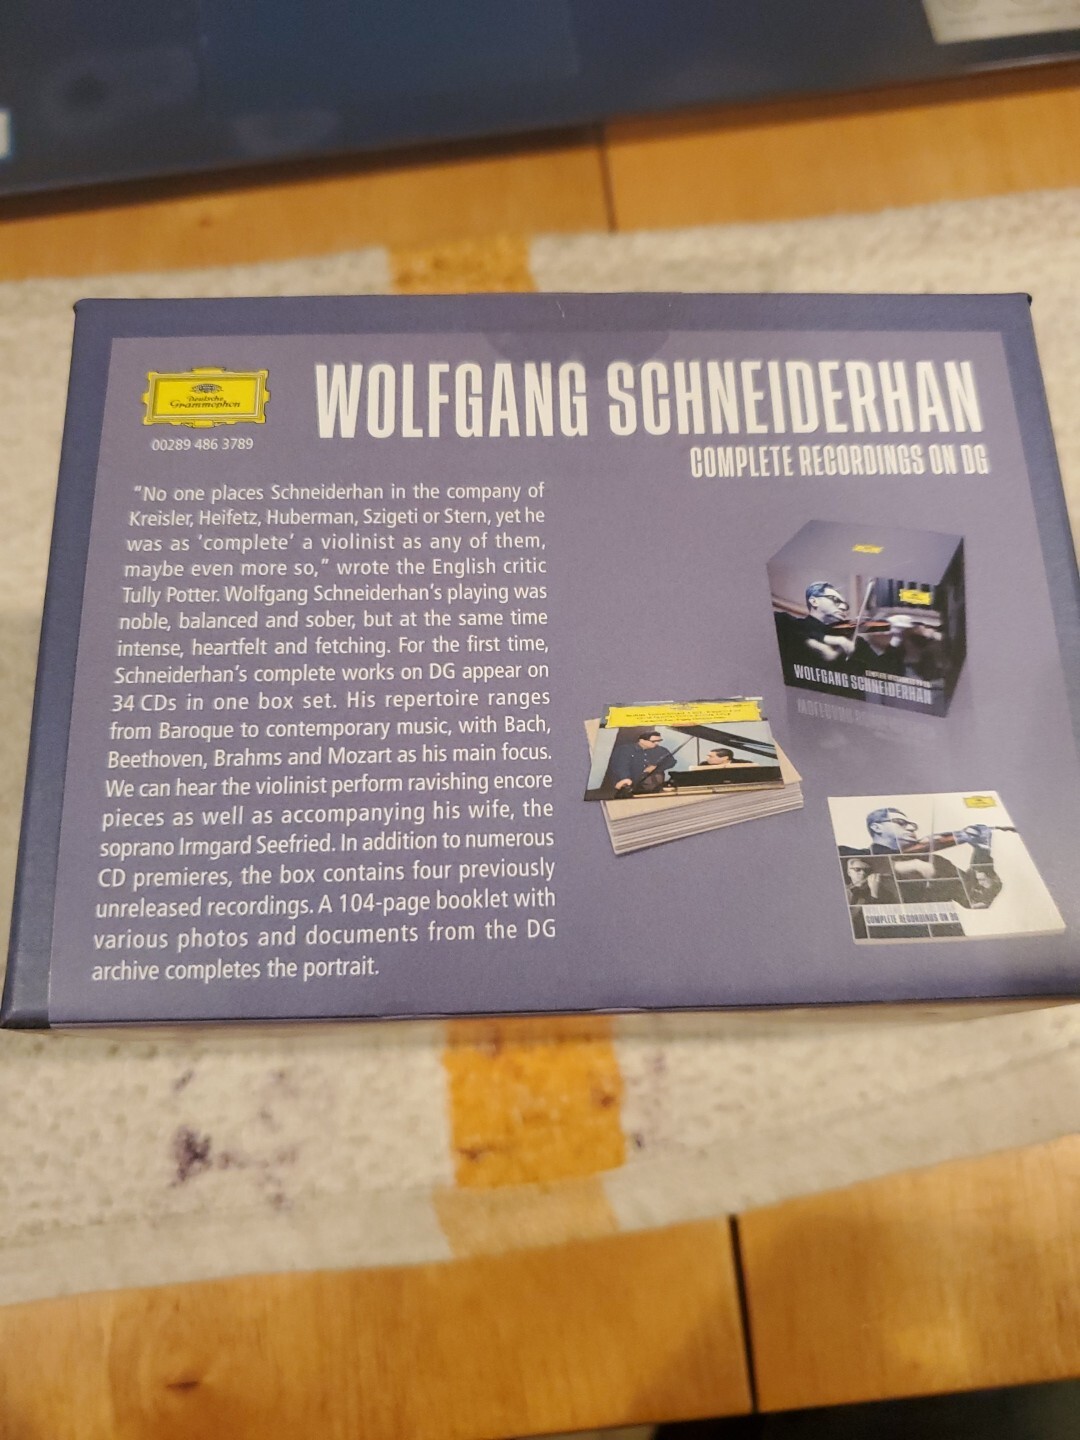 Deutsche
Grammophon
00289 486 3789
WOLFGANG SCHNEIDERHAN
COMPLETE RECORDINGS ON DG
“No one places Schneiderhan in the company of
Kreisler, Heifetz, Huberman, Szigeti or Stern, yet he
was as ‘complete’ a violinist as any of them,
maybe even more so,” wrote the English critic
Tully Potter. Wolfgang Schneiderhan’s playing was
noble, balanced and sober, but at the same time
intense, heartfelt and fetching. For the first time,
Schneiderhan’s complete works on DG appear on
34 CDs in one box set. His repertoire ranges
from Baroque to contemporary music, with Bach,
Beethoven, Brahms and Mozart as his main focus.
We can hear the violinist perform ravishing encore
pieces as well as accompanying his wife, the
soprano Irmgard Seefried. In addition to numerous
CD premieres, the box contains four previously
unreleased recordings. A 104-page booklet with
various photos and documents from the DG
archive completes the portrait.
COMPLETE RECORDINGS ON DG
WOLFGANG SCHNEIDERHAN
WOLFGANG SCHNEIDERHAN
COMPLETE RECORDINGS ON DG